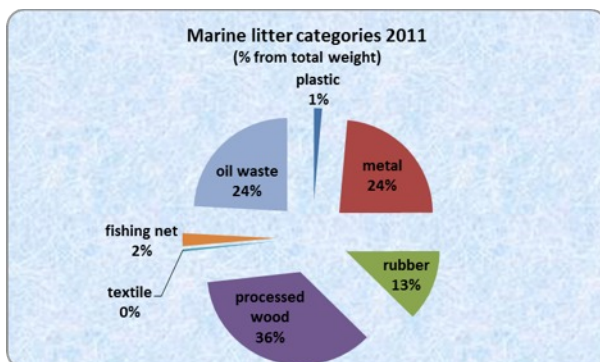 Marine litter categories 2011
(% from total weight)
plastic
1%
metal
24%
rubber
13%
processed
wood
36%
textile
0%
fishing net
2%
oil waste
24%